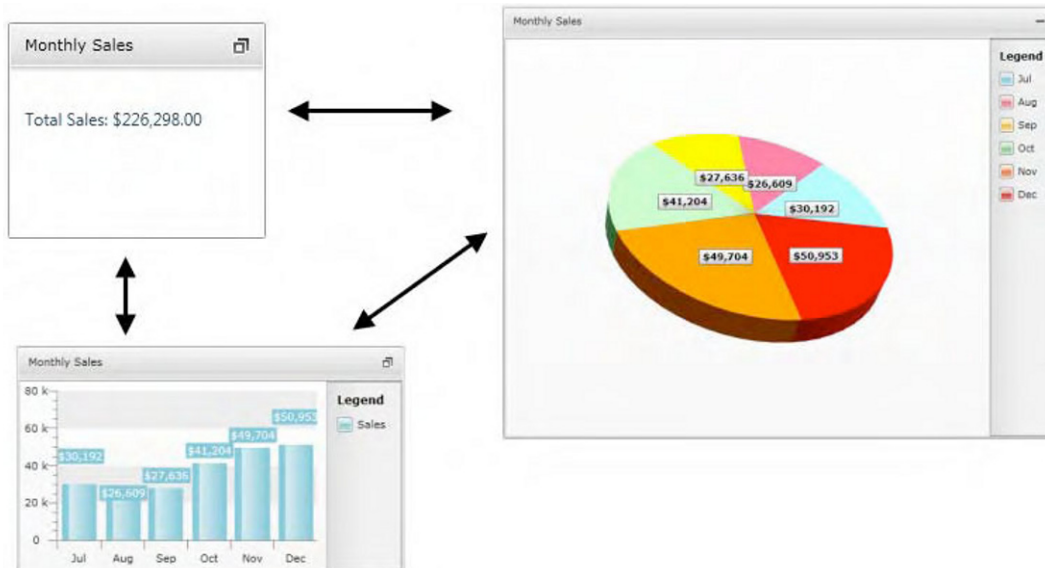 Monthly Sales
Total Sales: $226,298.00
Monthly Sales
Legend
Jul
Aug
Sep
Oct
Nov
Dec
$27,636
$26,609
$41,204
$30,192
$49,704
$50,953
Monthly Sales
80 k
60 k
40 k
20 k
0
$30,192
$26,609
$27,636
$41,204
$49,704
$50,953
Jul Aug Sep Oct Nov Dec
Legend
Sales